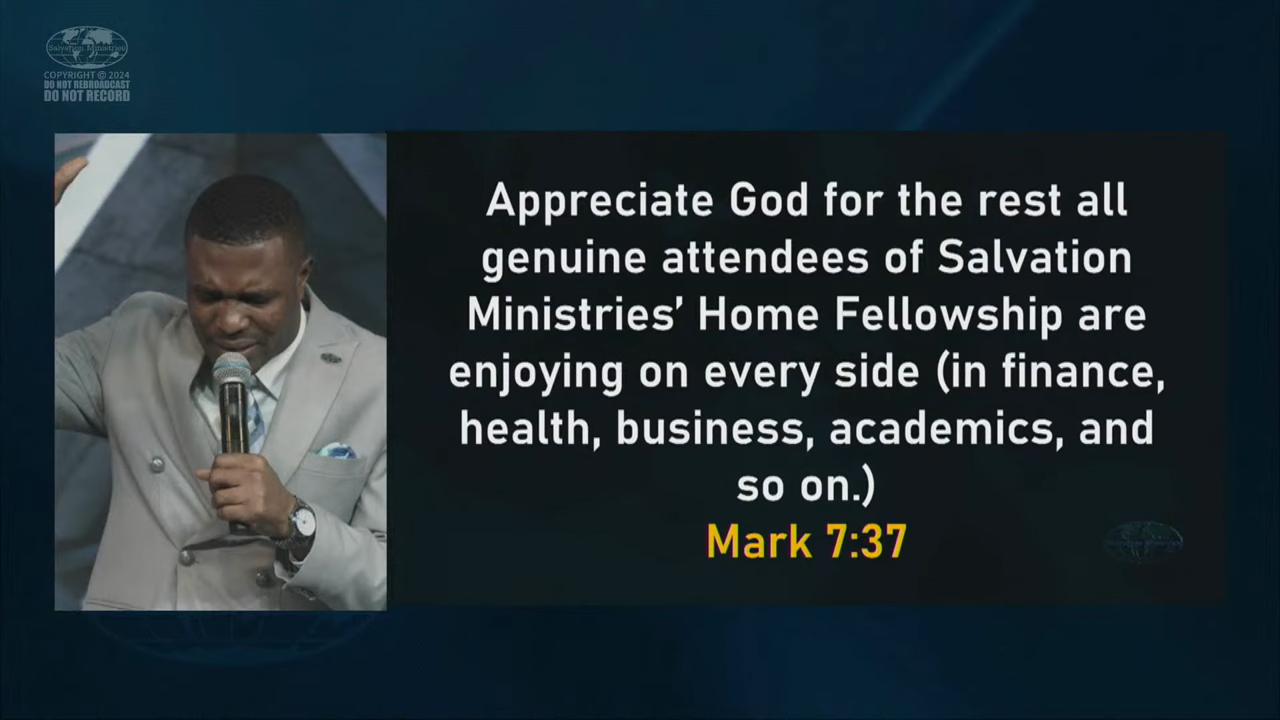 Salvation Ministries
COPYRIGHT © 2024
DO NOT REBROADCAST
DO NOT RECORD
Appreciate God for the rest all
genuine attendees of Salvation
Ministries’ Home Fellowship are
enjoying on every side (in finance,
health, business, academics, and
so on.)
Mark 7:37
Salvation Ministries